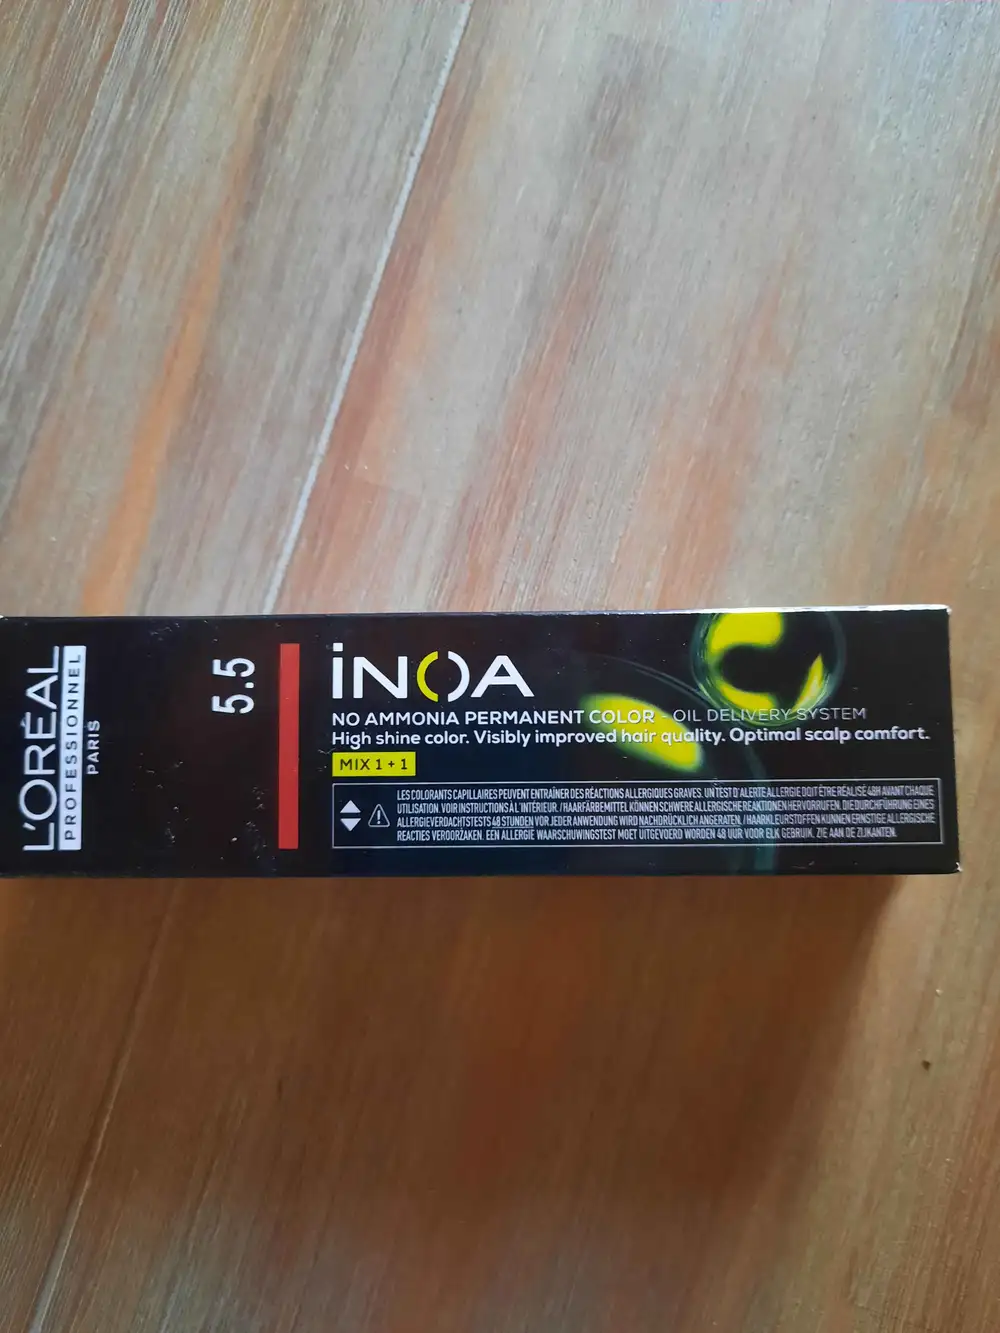 L'ORÉAL
PROFESSIONNEL
PARIS
5.5
iNOA
NO AMMONIA PERMANENT COLOR - OIL DELIVERY SYSTEM
High shine color. Visibly improved hair quality. Optimal scalp comfort.
MIX 1 + 1
LES COLORANTS CAPILLAIRES PEUVENT ENTRAÎNER DES RÉACTIONS ALLERGIQUES GRAVES. UN TEST D'ALERTE ALLERGIE DOIT ÊTRE RÉALISÉ 48H AVANT CHAQUE
UTILISATION. VOIR INSTRUCTIONS À L'INTÉRIEUR. / HAARFÄRBEMITTEL KÖNNEN SCHWERE ALLERGISCHE REAKTIONEN HERVORRUFEN. DIE DURCHFÜHRUNG EINES
ALLERGIEVERDACHTSTESTS 48 STUNDEN VOR JEDER ANWENDUNG WIRD NACHDRÜCKLICH ANGERATEN. / HAARKLEURSTOFFEN KUNNEN ERNSTIGE ALLERGISCHE
REACTIES VEROORZAKEN. EEN ALLERGIE WAARSCHUWINGSTEST MOET UITGEVOERD WORDEN 48 UUR VOOR ELK GEBRUIK. ZIE AAN DE ZIJKANTEN.